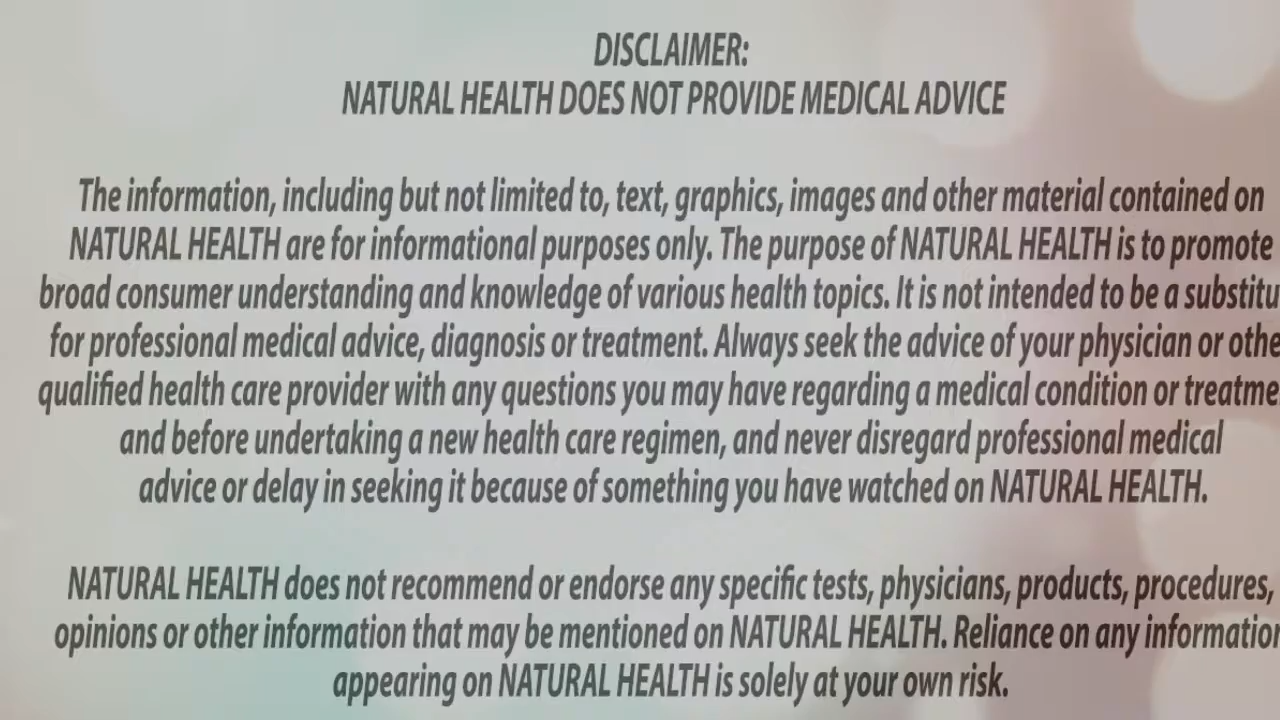 DISCLAIMER:
NATURAL HEALTH DOES NOT PROVIDE MEDICAL ADVICE
The information, including but not limited to, text, graphics, images and other material contained on
NATURAL HEALTH are for informational purposes only. The purpose of NATURAL HEALTH is to promote
broad consumer understanding and knowledge of various health topics. It is not intended to be a substitu
for professional medical advice, diagnosis or treatment. Always seek the advice of your physician or othe
qualified health care provider with any questions you may have regarding a medical condition or treatme
and before undertaking a new health care regimen, and never disregard professional medical
advice or delay in seeking it because of something you have watched on NATURAL HEALTH.
NATURAL HEALTH does not recommend or endorse any specific tests, physicians, products, procedures,
opinions or other information that may be mentioned on NATURAL HEALTH. Reliance on any information
appearing on NATURAL HEALTH is solely at your own risk.